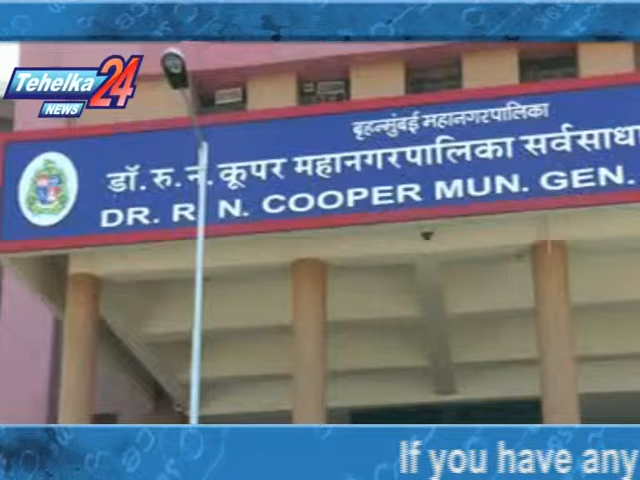 Tehelka 24
NEWS
बृहन्मुंबई महानगरपालिका
डॉ. रु. न. कूपर महानगरपालिका सर्वसाधा
DR. R N. COOPER MUN. GEN.
If you have any